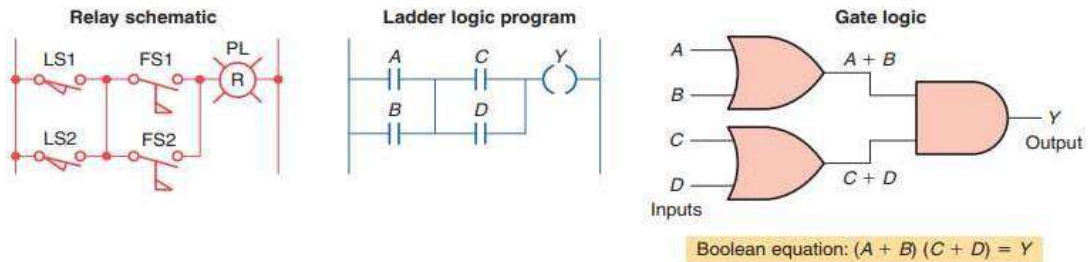 Relay schematic
LS1
FS1
PL
R
LS2
FS2
Ladder logic program
A
C
Y
B
D
Gate logic
A
A + B
B
Y
Output
C
C + D
D
Inputs
Boolean equation: (A + B) (C + D) = Y